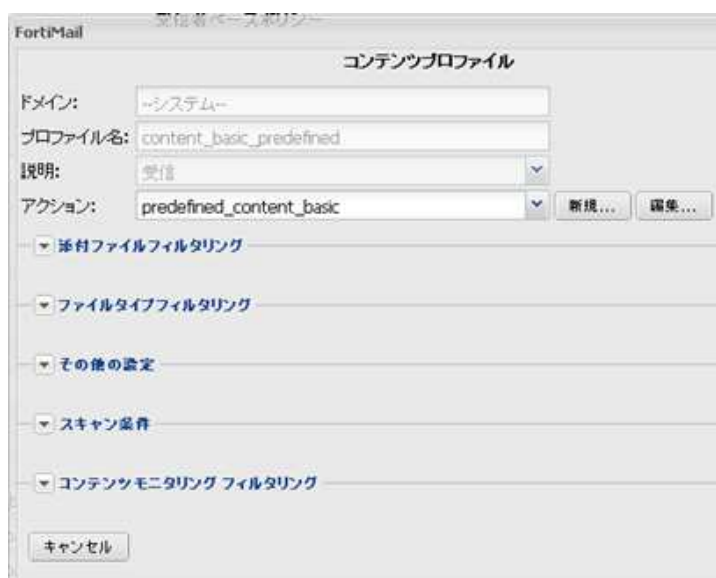 受信者ベースポリシー
FortiMail
コンテンツプロファイル
ドメイン: --システム--
プロファイル名: content_basic_predefined
説明: 受信
アクション: predefined_content_basic 新規... 編集...
添付ファイルフィルタリング
ファイルタイプフィルタリング
その他の設定
スキャン条件
コンテンツモニタリング フィルタリング
キャンセル